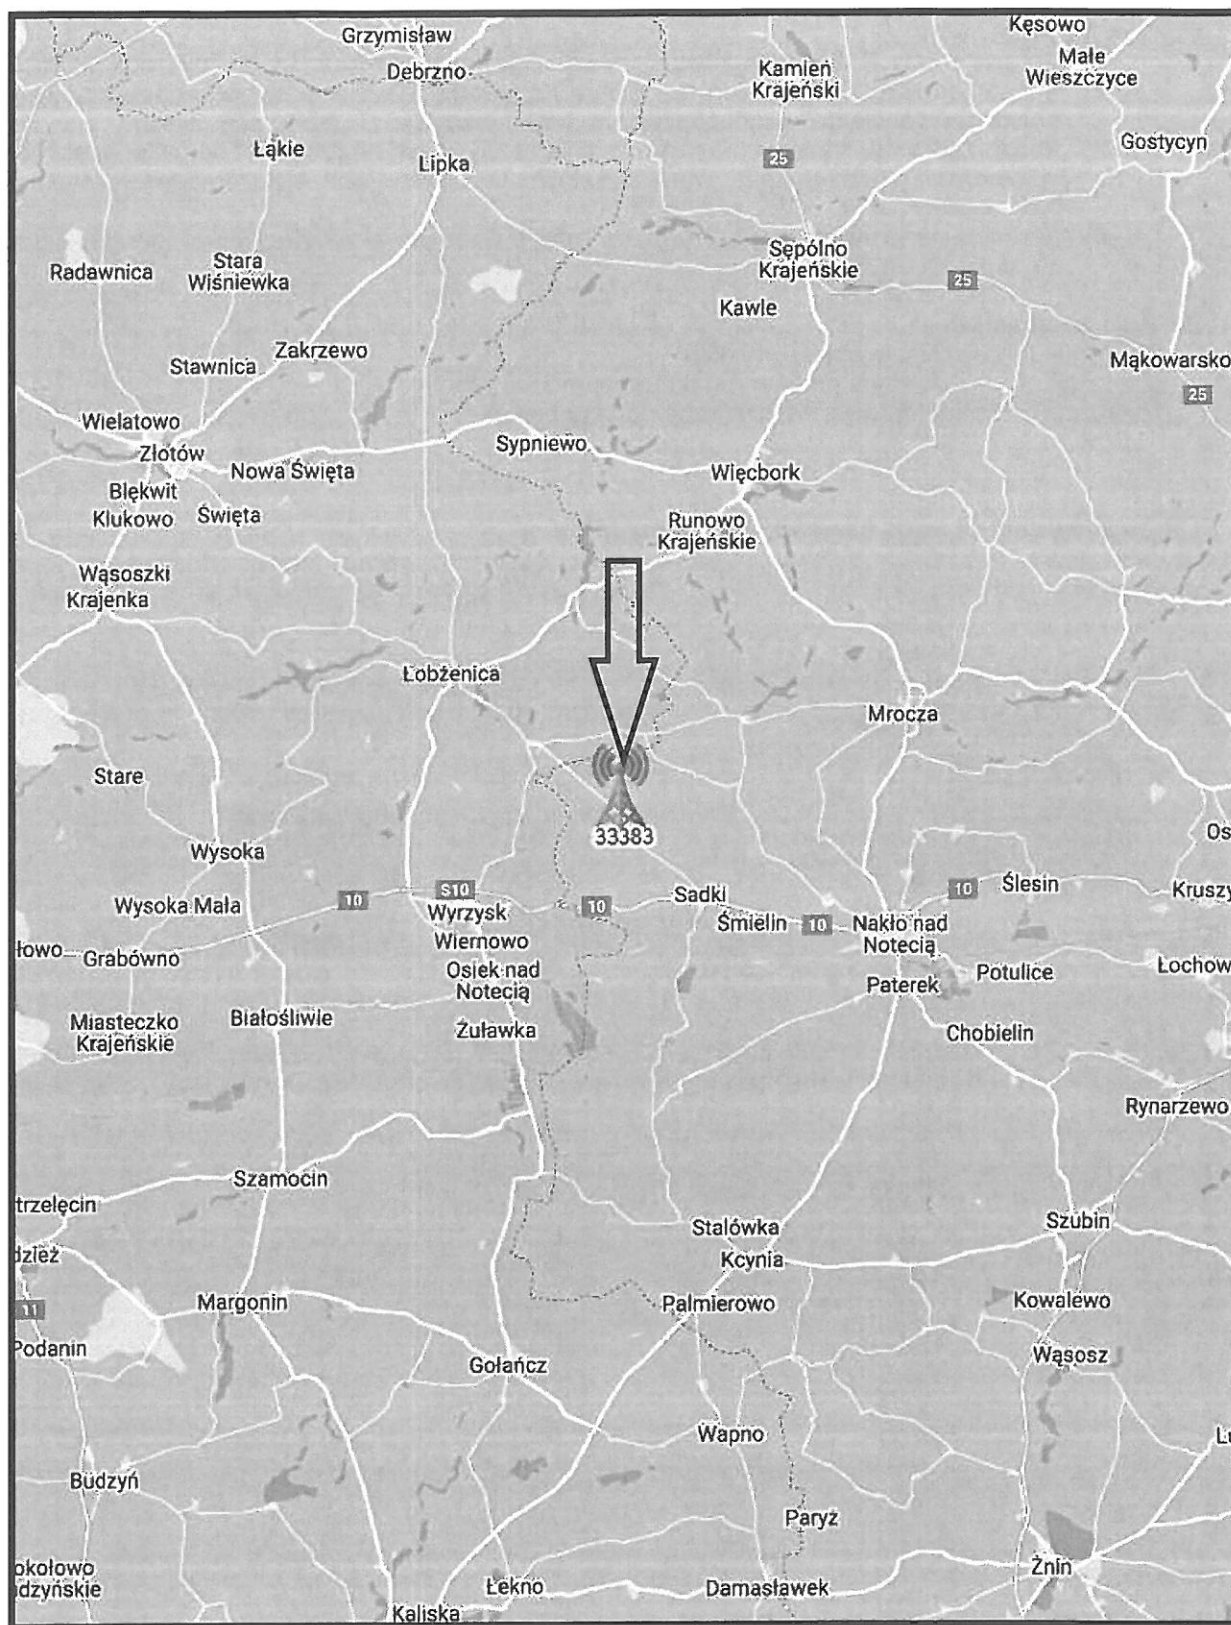 Kęsowo
Grzymisław
Debrzno
Małe
Wieszczyce
Kamień
Krajeński
Gostycyn
Łąkie
Lipka
25
Sępólno
Krajeńskie
Radawnica
Stara
Wiśniewka
25
Kawle
Zakrzewo
Stawnica
Mąkowarsko
25
Wielatowo
Złotów
Sypniewo
Nowa Święta
Więcbork
Blękwit
Klukowo
Święta
Runowo
Krajeńskie
Wąsoszki
Krajenka
Łobżenica
Mrocza
Stare
33383
Os
Wysoka
S10
10
Sadki
10
Ślesin
Kruszy
Wysoka Mała
Wyrzysk
10
Śmielin
10
Nakło nad
Notecią
Wiernowo
łowo
Grabówno
Osiek nad
Notecią
Potulice
Łochow
Paterek
Miasteczko
Krajeńskie
Białośliwie
Żuławka
Chobielin
Rynarzewo
Szamocin
trzelęcin
Stalówka
Szubin
dzież
Kcynia
11
Margonin
Palmierowo
Kowalewo
Podanin
Gołańcz
Wąsosz
Wapno
Budzyń
Paryż
okołowo
dzyńskie
Żnin
Łekno
Damasławek
Kaliska